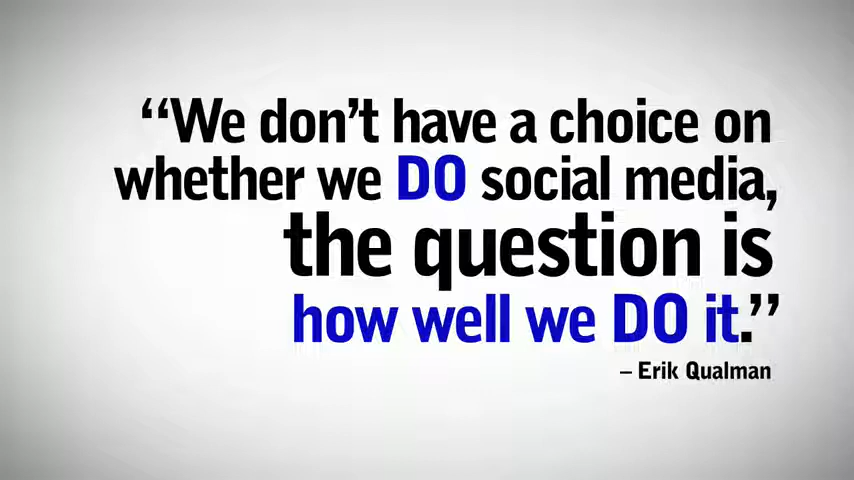 “We don’t have a choice on
whether we DO social media,
the question is
how well we DO it.”
– Erik Qualman